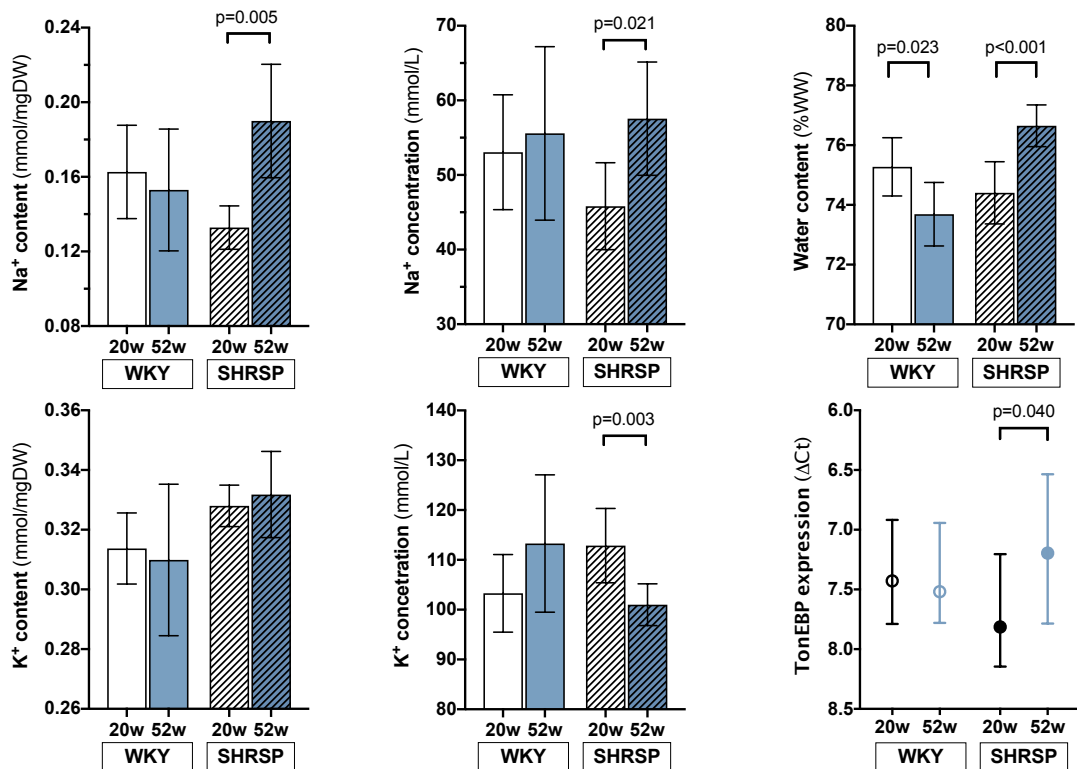 Na⁺ content (mmol/mgDW)
0.24
0.20
0.16
0.12
0.08
p=0.005
20w 52w 20w 52w
WKY SHRSP
Na⁺ concentration (mmol/L)
70
60
50
40
30
p=0.021
20w 52w 20w 52w
WKY SHRSP
Water content (%WW)
80
78
76
74
72
70
p=0.023
p<0.001
20w 52w 20w 52w
WKY SHRSP
K⁺ content (mmol/mgDW)
0.36
0.34
0.32
0.30
0.28
0.26
20w 52w 20w 52w
WKY SHRSP
K⁺ concetration (mmol/L)
140
130
120
110
100
90
80
p=0.003
20w 52w 20w 52w
WKY SHRSP
TonEBP expression (ΔCt)
6.0
6.5
7.0
7.5
8.0
8.5
p=0.040
20w 52w 20w 52w
WKY SHRSP